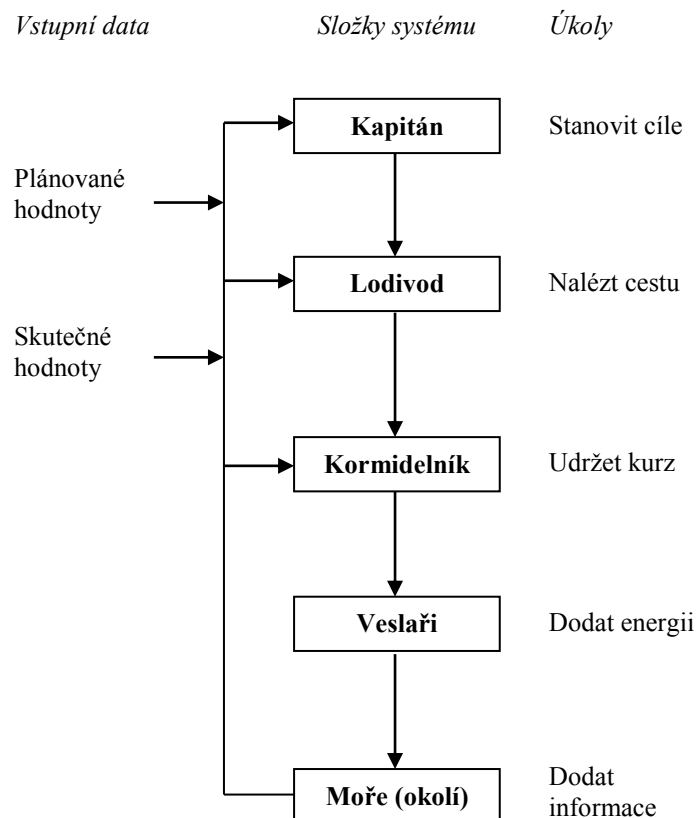 Vstupní data
Složky systému
Úkoly
Kapitán
Stanovit cíle
Plánované
hodnoty
Lodivod
Nalézt cestu
Skutečné
hodnoty
Kormidelník
Udržet kurz
Veslaři
Dodat energii
Moře (okolí)
Dodat
informace